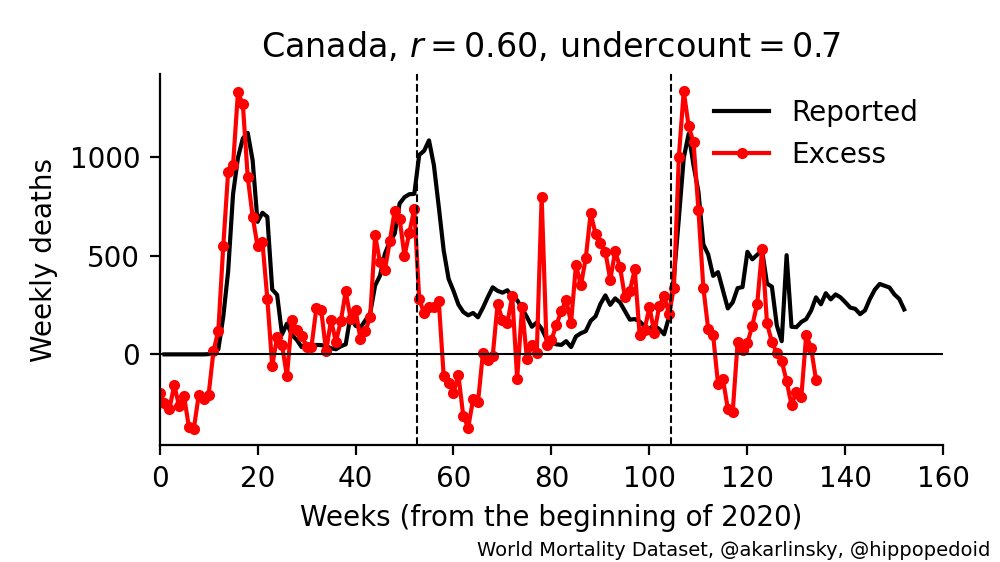 Canada, r = 0.60, undercount = 0.7
Reported
Excess
Weekly deaths
1000
500
0
0 20 40 60 80 100 120 140 160
Weeks (from the beginning of 2020)
World Mortality Dataset, @akarlinsky, @hippopedoid